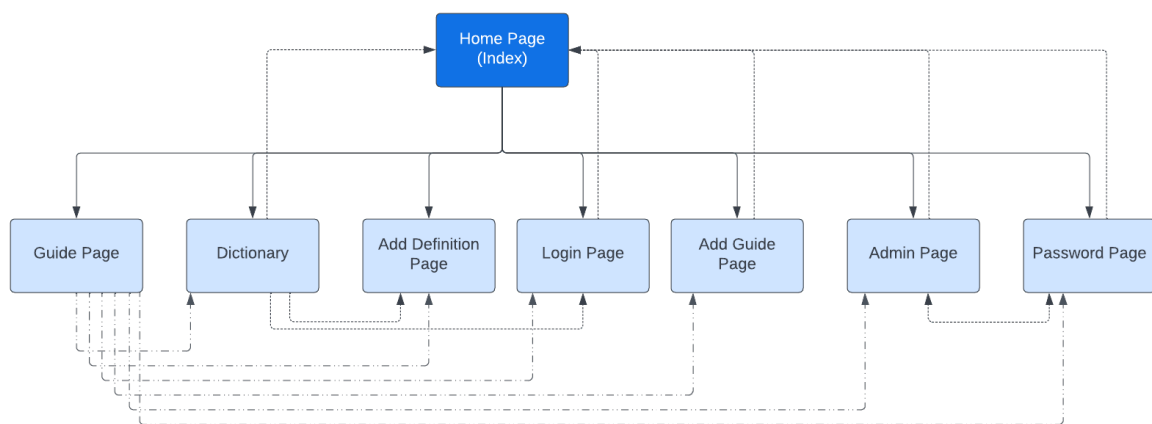 Home Page
(Index)
Guide Page
Dictionary
Add Definition
Page
Login Page
Add Guide
Page
Admin Page
Password Page